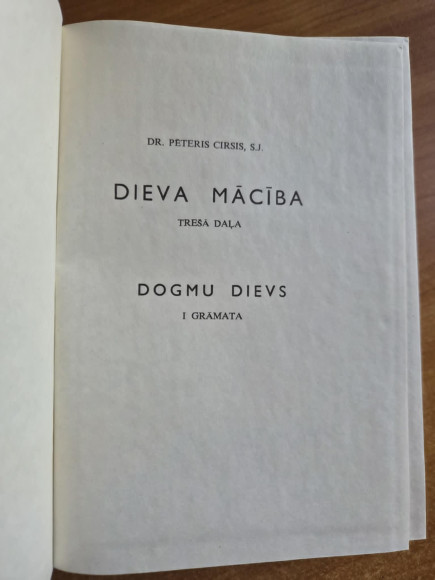 DR. PĒTERIS CIRSIS, S.J.
DIEVA MĀCĪBA
TREŠĀ DAĻA
DOGMU DIEVS
I GRĀMATA